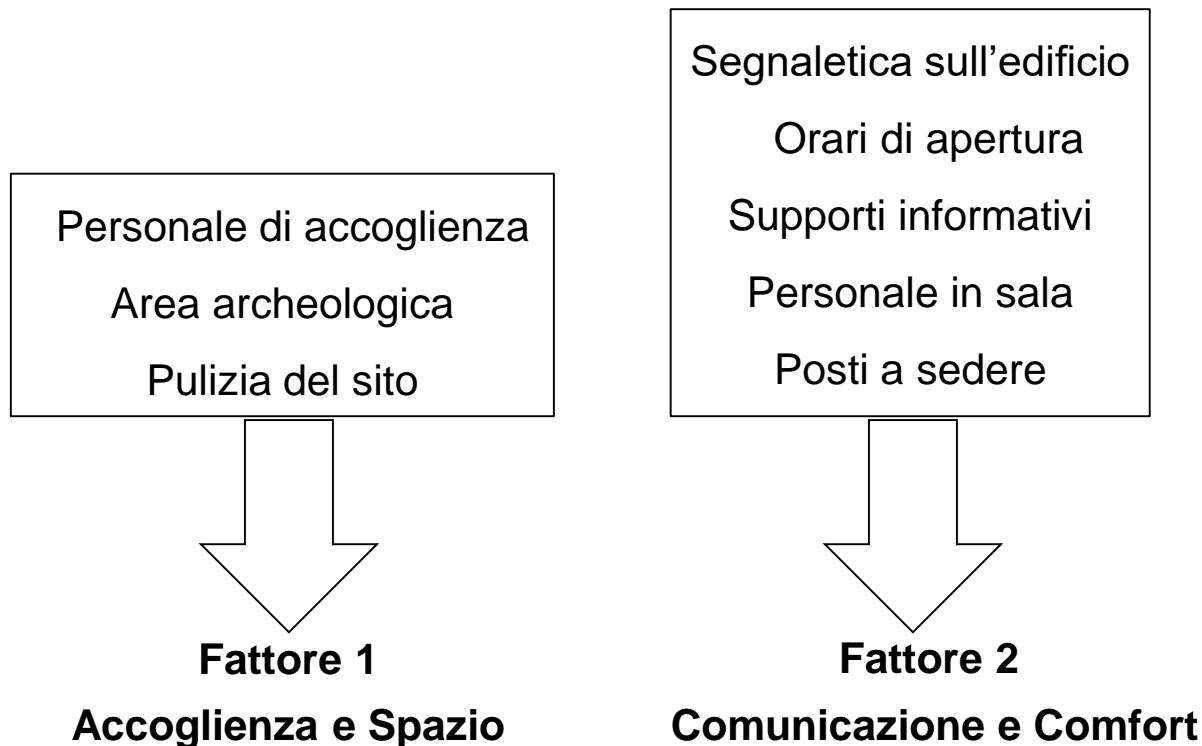 Personale di accoglienza
Area archeologica
Pulizia del sito
Fattore 1
Accoglienza e Spazio
Segnaletica sull’edificio
Orari di apertura
Supporti informativi
Personale in sala
Posti a sedere
Fattore 2
Comunicazione e Comfort